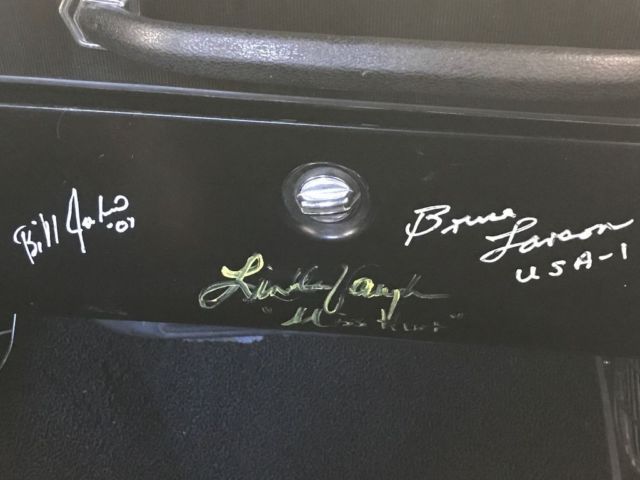 Bill '07
Linda Vaughn
"Miss Hurst"
Bruce
Larson
USA-1